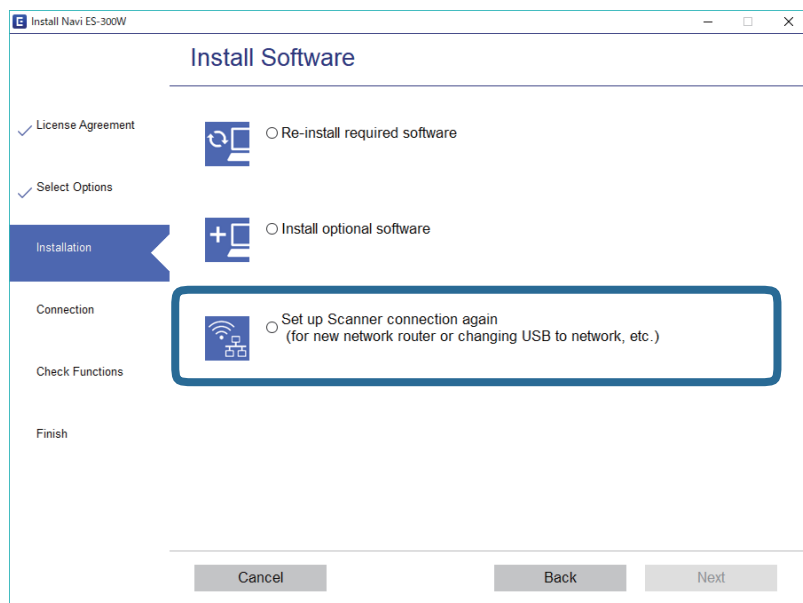 E Install Navi ES-300W
Install Software
License Agreement
Select Options
Installation
Connection
Check Functions
Finish
Re-install required software
Install optional software
Set up Scanner connection again
(for new network router or changing USB to network, etc.)
Cancel
Back
Next